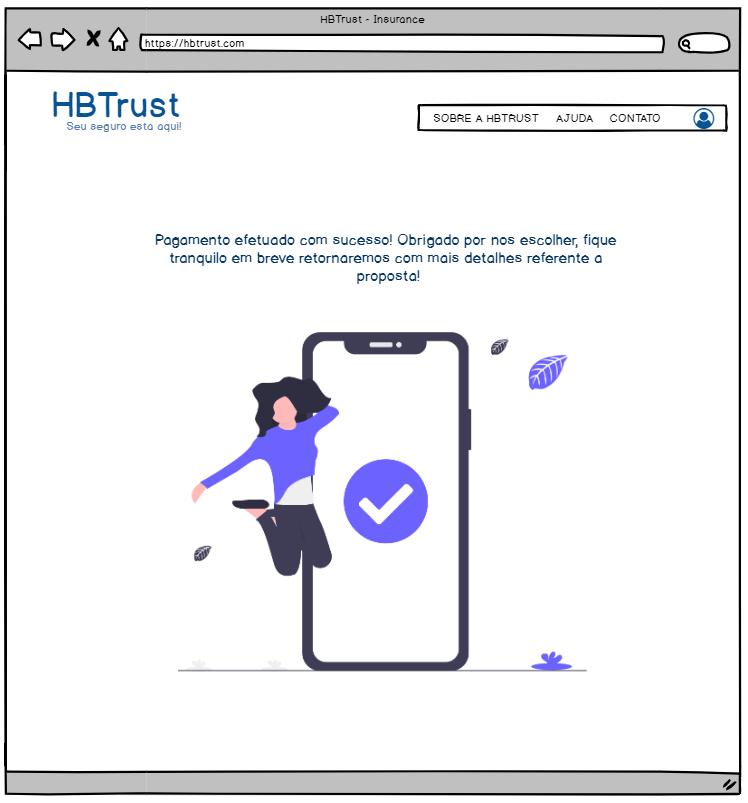 HBTrust - Insurance
https://hbtrust.com
HBTrust
Seu seguro esta aqui!
SOBRE A HBTRUST AJUDA CONTATO
Pagamento efetuado com sucesso! Obrigado por nos escolher, fique
tranquilo em breve retornaremos com mais detalhes referente a
proposta!